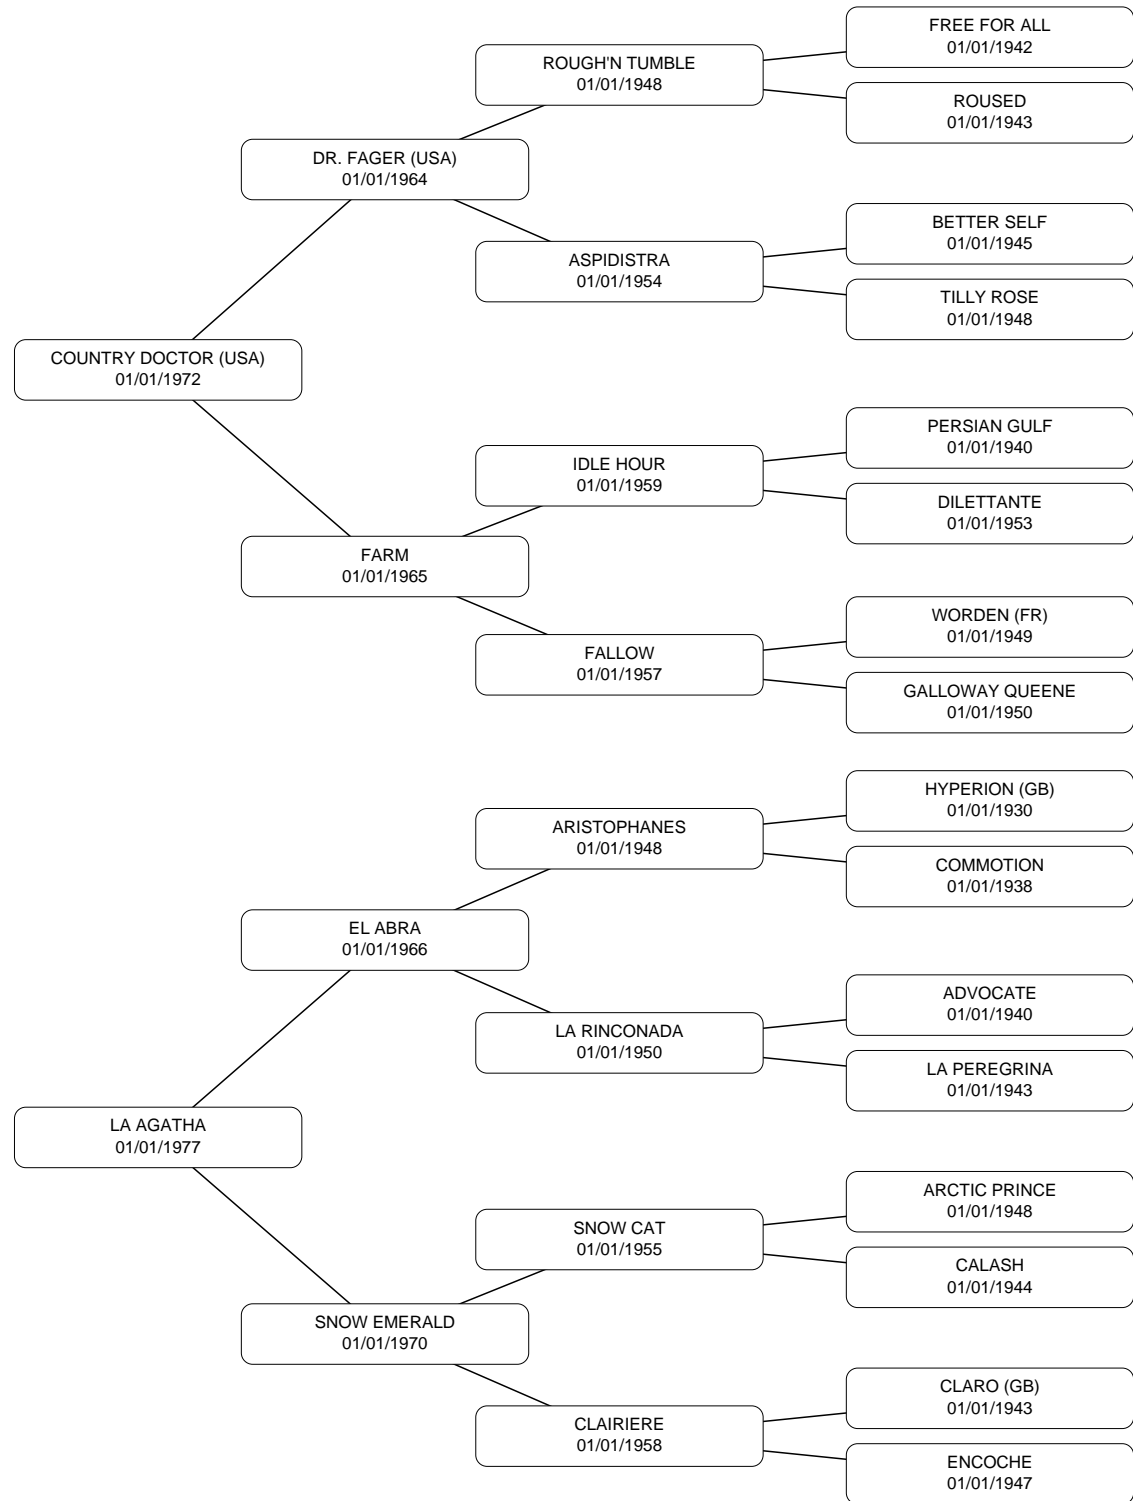 FREE FOR ALL
01/01/1942
ROUGH'N TUMBLE
01/01/1948
ROUSED
01/01/1943
DR. FAGER (USA)
01/01/1964
BETTER SELF
01/01/1945
ASPIDISTRA
01/01/1954
TILLY ROSE
01/01/1948
COUNTRY DOCTOR (USA)
01/01/1972
PERSIAN GULF
01/01/1940
IDLE HOUR
01/01/1959
DILETTANTE
01/01/1953
FARM
01/01/1965
WORDEN (FR)
01/01/1949
FALLOW
01/01/1957
GALLOWAY QUEENE
01/01/1950
HYPERION (GB)
01/01/1930
ARISTOPHANES
01/01/1948
COMMOTION
01/01/1938
EL ABRA
01/01/1966
ADVOCATE
01/01/1940
LA RINCONADA
01/01/1950
LA PEREGRINA
01/01/1943
LA AGATHA
01/01/1977
ARCTIC PRINCE
01/01/1948
SNOW CAT
01/01/1955
CALASH
01/01/1944
SNOW EMERALD
01/01/1970
CLARO (GB)
01/01/1943
CLAIRIERE
01/01/1958
ENCOCHE
01/01/1947